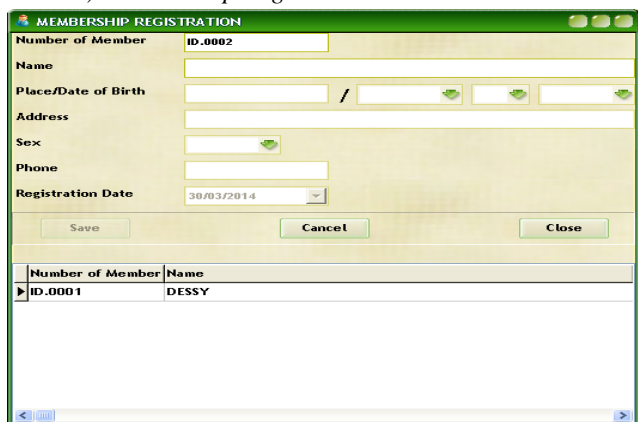 MEMBERSHIP REGISTRATION
Number of Member ID.0002
Name
Place/Date of Birth /
Address
Sex
Phone
Registration Date 30/03/2014
Save Cancel Close
Number of Member Name
ID.0001 DESSY